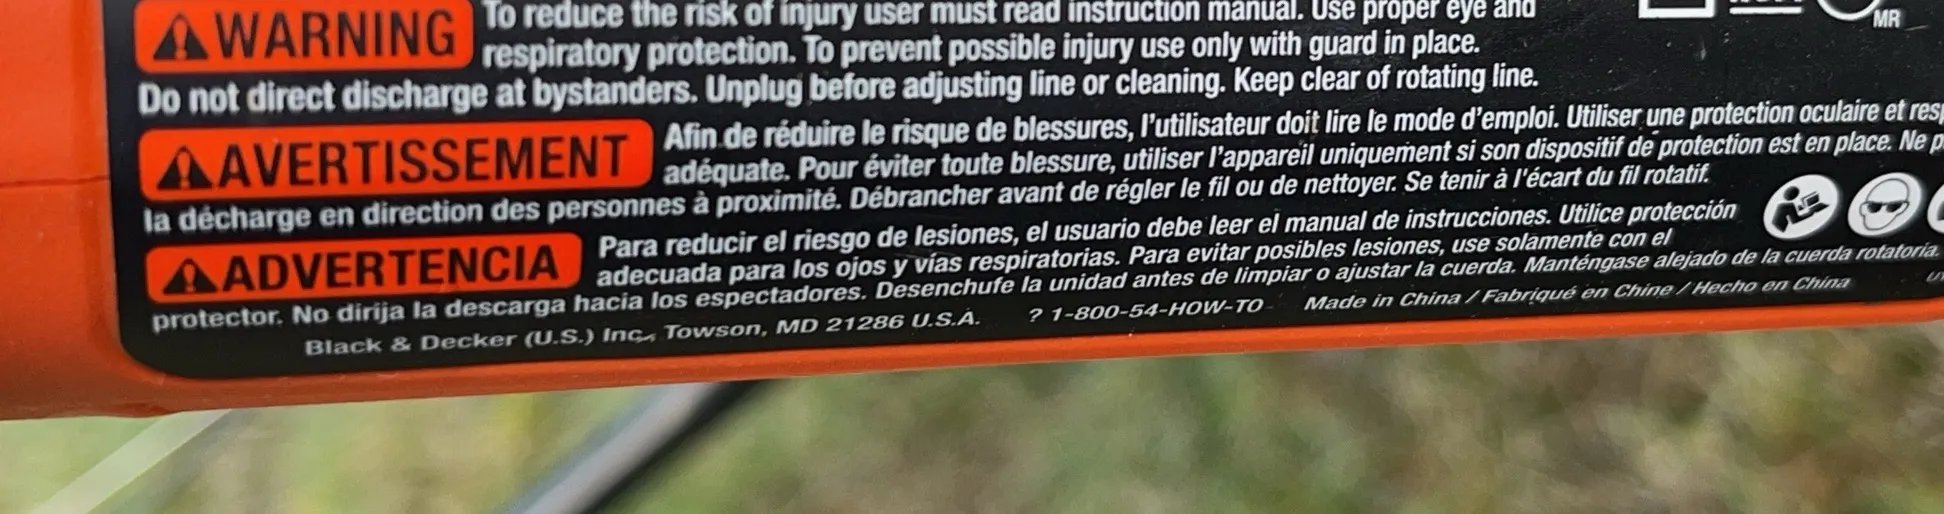 WARNING To reduce the risk of injury user must read instruction manual. Use proper eye and
respiratory protection. To prevent possible injury use only with guard in place.
Do not direct discharge at bystanders. Unplug before adjusting line or cleaning. Keep clear of rotating line.
MR
AVERTISSEMENT Afin de réduire le risque de blessures, l'utilisateur doit lire le mode d'emploi. Utiliser une protection oculaire et
adéquate. Pour éviter toute blessure, utiliser l'appareil uniquement si son dispositif de protection est en place. Ne
la décharge en direction des personnes à proximité. Débrancher avant de régler le fil ou de nettoyer. Se tenir à l'écart du fil rotatif.
ADVERTENCIA Para reducir el riesgo de lesiones, el usuario debe leer el manual de instrucciones. Utilice protección
adecuada para los ojos y vías respiratorias. Para evitar posibles lesiones, use solamente con el
protector. No dirija la descarga hacia los espectadores. Desenchufe la unidad antes de limpiar o ajustar la cuerda. Manténgase alejado de la cuerda rotatoria.
Black & Decker (U.S.) Inc., Towson, MD 21286 U.S.A. ? 1-800-54-HOW-TO Made in China / Fabriqué en Chine / Hecho en China